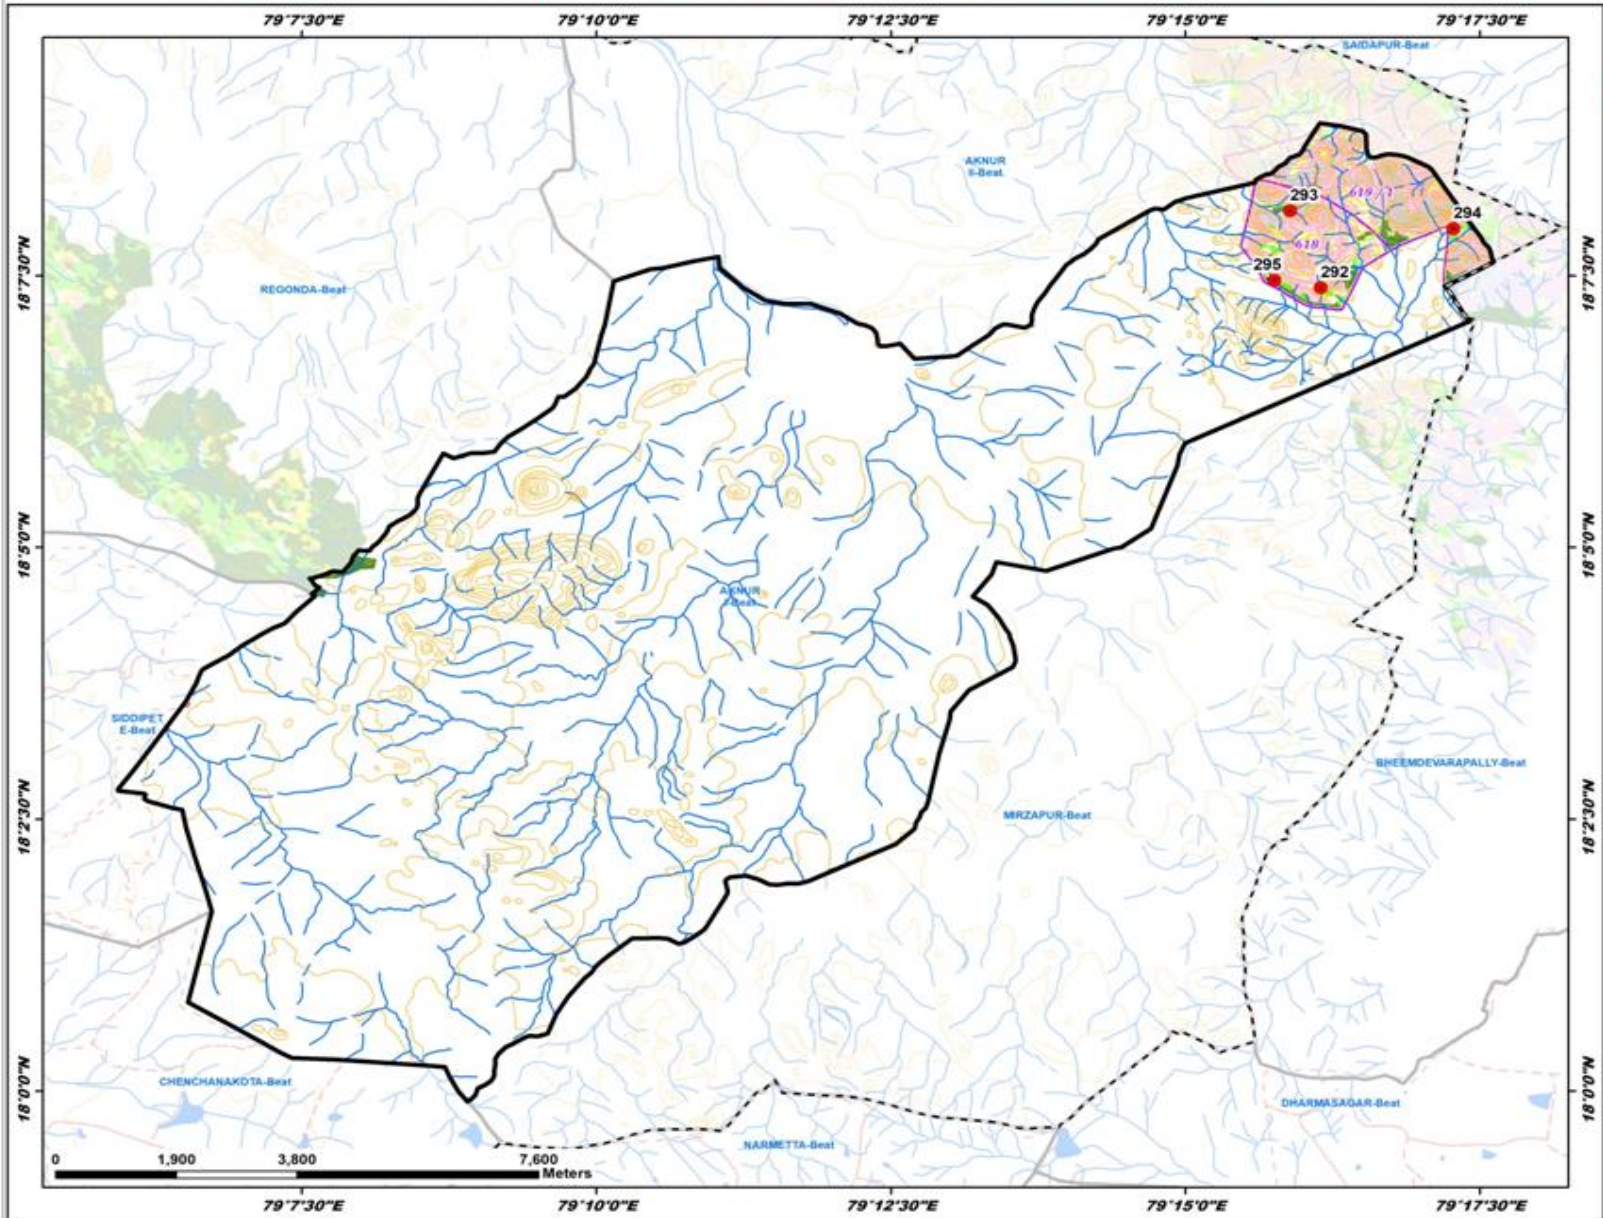 79°7'30"E
79°10'0"E
79°12'30"E
79°15'0"E
79°17'30"E
SAIDAPUR-Beat
AKNUR
II-Beat
619 / 1
293
294
618
295
292
18°7'30"N
18°7'30"N
REGONDA-Beat
18°5'0"N
18°5'0"N
AKNUR
I-Beat
SIDDIPET
E-Beat
BHEEMDEVARAPALLY-Beat
18°2'30"N
18°2'30"N
MIRZAPUR-Beat
CHENCHANAKOTA-Beat
18°0'0"N
18°0'0"N
DHARMASAGAR-Beat
NARMETTA-Beat
0
1,900
3,800
7,600
Meters
79°7'30"E
79°10'0"E
79°12'30"E
79°15'0"E
79°17'30"E